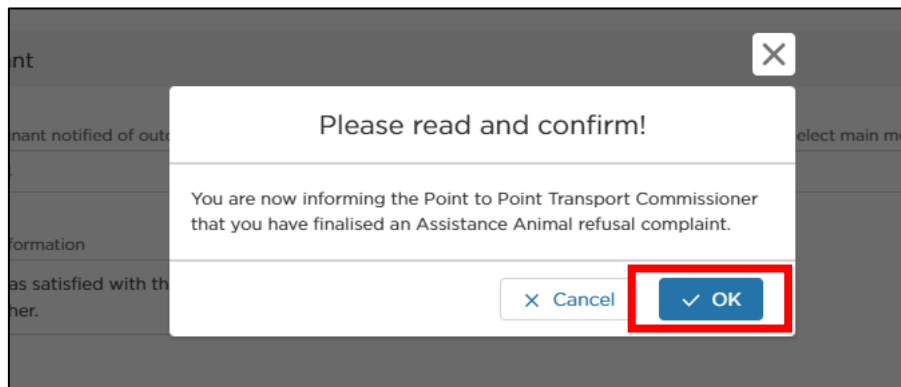 nt
Please read and confirm!
nant notified of outc
elect main m
You are now informing the Point to Point Transport Commissioner
that you have finalised an Assistance Animal refusal complaint.
formation
as satisfied with th
her.
Cancel
OK